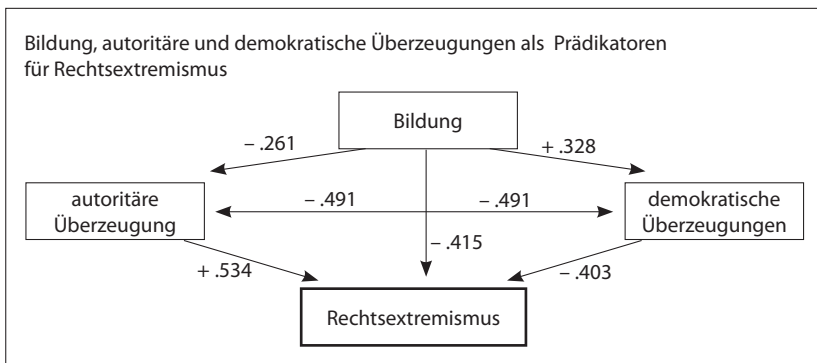 Bildung, autoritäre und demokratische Überzeugungen als Prädikatoren
für Rechtsextremismus
Bildung
– .261
+ .328
autoritäre
Überzeugung
– .491
– .491
demokratische
Überzeugungen
– .415
+ .534
– .403
Rechtsextremismus